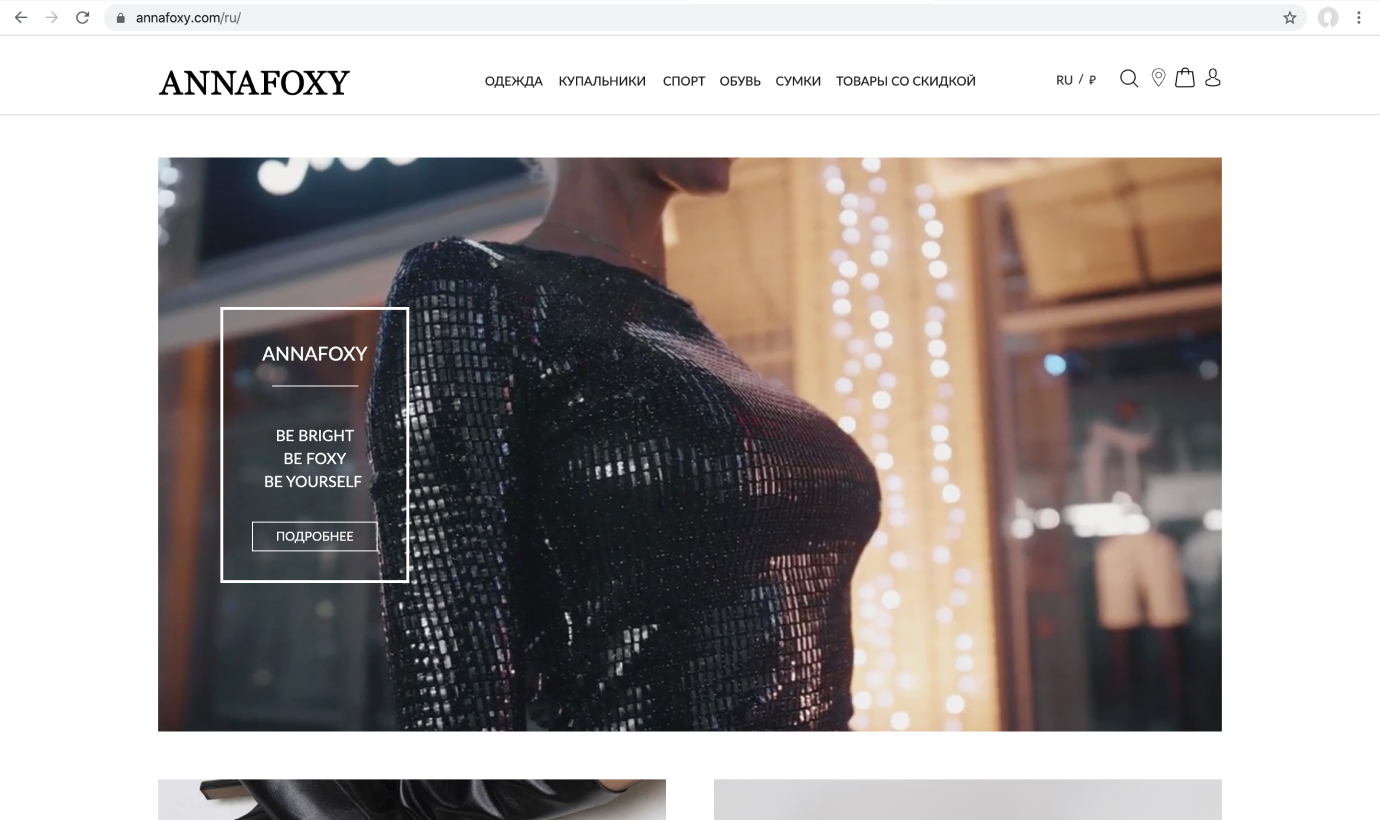 annafoxy.com/ru/
ANNAFOXY
ОДЕЖДА КУПАЛЬНИКИ СПОРТ ОБУВЬ СУМКИ ТОВАРЫ СО СКИДКОЙ
RU / ₽
ANNAFOXY
BE BRIGHT
BE FOXY
BE YOURSELF
ПОДРОБНЕЕ